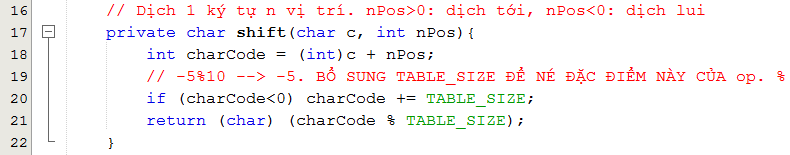 16 // Dịch 1 ký tự n vị trí. nPos>0: dịch tới, nPos<0: dịch lui
17 private char shift(char c, int nPos){
18 int charCode = (int)c + nPos;
19 // -5%10 --> -5. BỔ SUNG TABLE_SIZE ĐỂ NÉ ĐẶC ĐIỂM NÀY CỦA op. %
20 if (charCode<0) charCode += TABLE_SIZE;
21 return (char) (charCode % TABLE_SIZE);
22 }